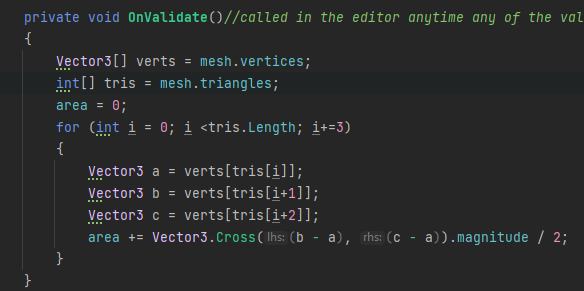 private void OnValidate()//called in the editor anytime any of the val
{
Vector3[] verts = mesh.vertices;
int[] tris = mesh.triangles;
area = 0;
for (int i = 0; i <tris.Length; i+=3)
{
Vector3 a = verts[tris[i]];
Vector3 b = verts[tris[i+1]];
Vector3 c = verts[tris[i+2]];
area += Vector3.Cross( lhs: (b - a), rhs: (c - a)).magnitude / 2;
}
}